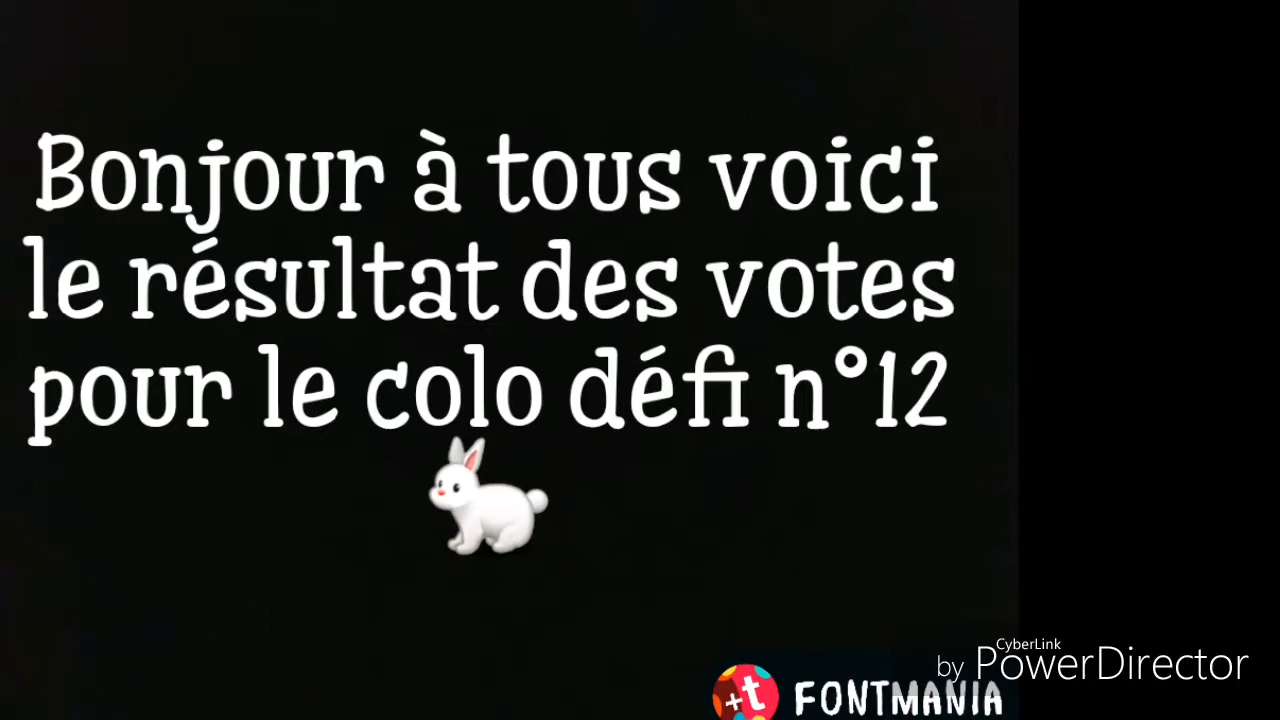 Bonjour à tous voici
le résultat des votes
pour le colo défi n°12
CyberLink
by PowerDirector
+t FONTMANIA